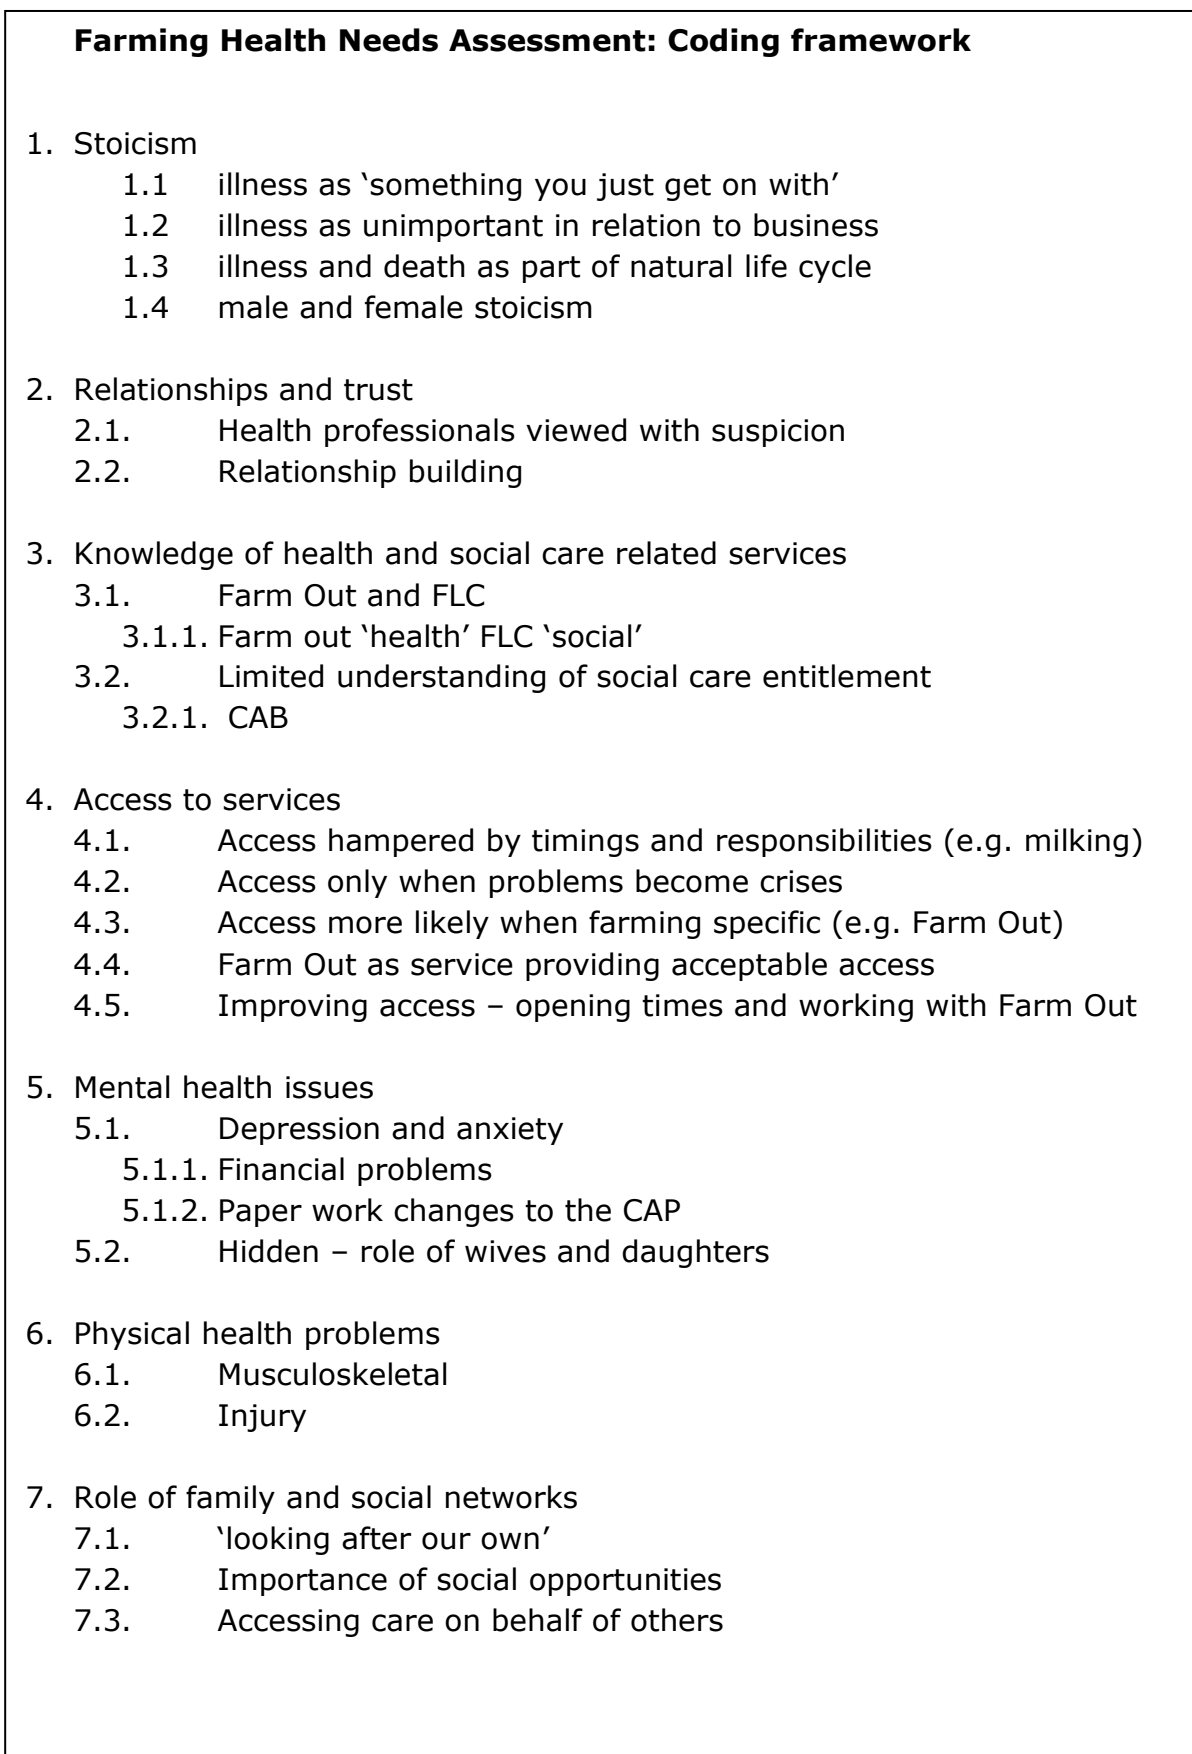 Farming Health Needs Assessment: Coding framework
1. Stoicism
1.1 illness as ‘something you just get on with’
1.2 illness as unimportant in relation to business
1.3 illness and death as part of natural life cycle
1.4 male and female stoicism
2. Relationships and trust
2.1. Health professionals viewed with suspicion
2.2. Relationship building
3. Knowledge of health and social care related services
3.1. Farm Out and FLC
3.1.1. Farm out ‘health’ FLC ‘social’
3.2. Limited understanding of social care entitlement
3.2.1. CAB
4. Access to services
4.1. Access hampered by timings and responsibilities (e.g. milking)
4.2. Access only when problems become crises
4.3. Access more likely when farming specific (e.g. Farm Out)
4.4. Farm Out as service providing acceptable access
4.5. Improving access – opening times and working with Farm Out
5. Mental health issues
5.1. Depression and anxiety
5.1.1. Financial problems
5.1.2. Paper work changes to the CAP
5.2. Hidden – role of wives and daughters
6. Physical health problems
6.1. Musculoskeletal
6.2. Injury
7. Role of family and social networks
7.1. ‘looking after our own’
7.2. Importance of social opportunities
7.3. Accessing care on behalf of others